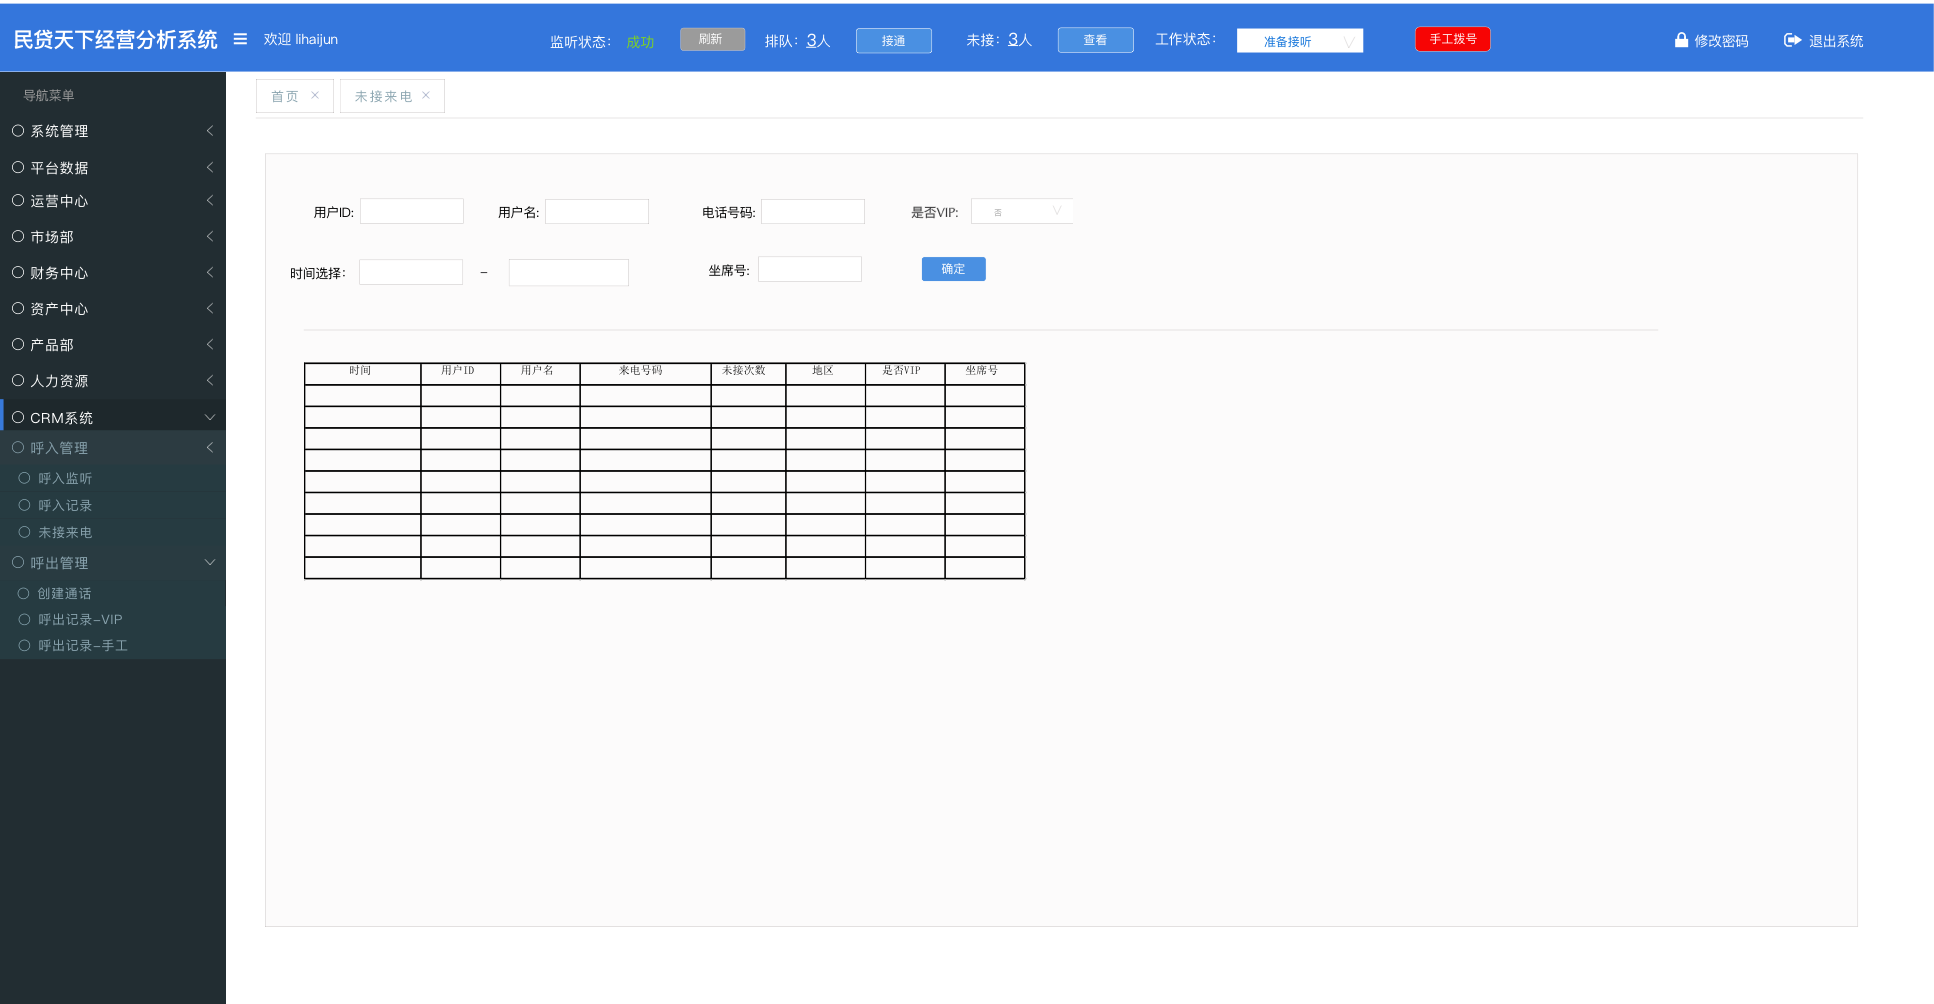 民贷天下经营分析系统 欢迎 lihaijun 监听状态： 成功 刷新 排队：3人 接通 未接：3人 查看 工作状态： 准备接听 手工拨号 修改密码 退出系统
导航菜单
系统管理
平台数据
运营中心
市场部
财务中心
资产中心
产品部
人力资源
CRM系统
呼入管理
呼入监听
呼入记录
未接来电
呼出管理
创建通话
呼出记录-VIP
呼出记录-手工
首页 × 未接来电 ×
用户ID: 用户名: 电话号码: 是否VIP: 否
时间选择： - 坐席号: 确定
时间 用户ID 用户名 来电号码 未接次数 地区 是否VIP 坐席号